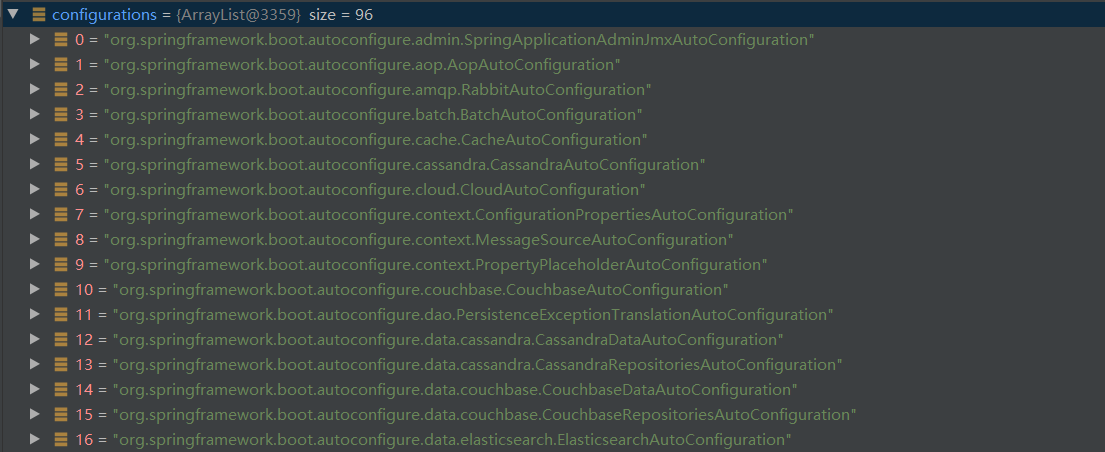 configurations = {ArrayList@3359} size = 96
0 = "org.springframework.boot.autoconfigure.admin.SpringApplicationAdminJmxAutoConfiguration"
1 = "org.springframework.boot.autoconfigure.aop.AopAutoConfiguration"
2 = "org.springframework.boot.autoconfigure.amqp.RabbitAutoConfiguration"
3 = "org.springframework.boot.autoconfigure.batch.BatchAutoConfiguration"
4 = "org.springframework.boot.autoconfigure.cache.CacheAutoConfiguration"
5 = "org.springframework.boot.autoconfigure.cassandra.CassandraAutoConfiguration"
6 = "org.springframework.boot.autoconfigure.cloud.CloudAutoConfiguration"
7 = "org.springframework.boot.autoconfigure.context.ConfigurationPropertiesAutoConfiguration"
8 = "org.springframework.boot.autoconfigure.context.MessageSourceAutoConfiguration"
9 = "org.springframework.boot.autoconfigure.context.PropertyPlaceholderAutoConfiguration"
10 = "org.springframework.boot.autoconfigure.couchbase.CouchbaseAutoConfiguration"
11 = "org.springframework.boot.autoconfigure.dao.PersistenceExceptionTranslationAutoConfiguration"
12 = "org.springframework.boot.autoconfigure.data.cassandra.CassandraDataAutoConfiguration"
13 = "org.springframework.boot.autoconfigure.data.cassandra.CassandraRepositoriesAutoConfiguration"
14 = "org.springframework.boot.autoconfigure.data.couchbase.CouchbaseDataAutoConfiguration"
15 = "org.springframework.boot.autoconfigure.data.couchbase.CouchbaseRepositoriesAutoConfiguration"
16 = "org.springframework.boot.autoconfigure.data.elasticsearch.ElasticsearchAutoConfiguration"